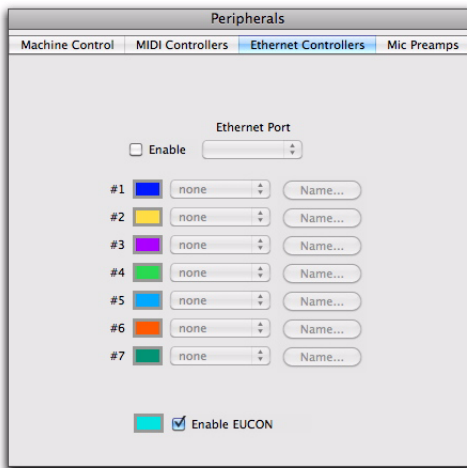 Peripherals
Machine Control MIDI Controllers Ethernet Controllers Mic Preamps
Ethernet Port
Enable
#1 none Name...
#2 none Name...
#3 none Name...
#4 none Name...
#5 none Name...
#6 none Name...
#7 none Name...
Enable EUCON